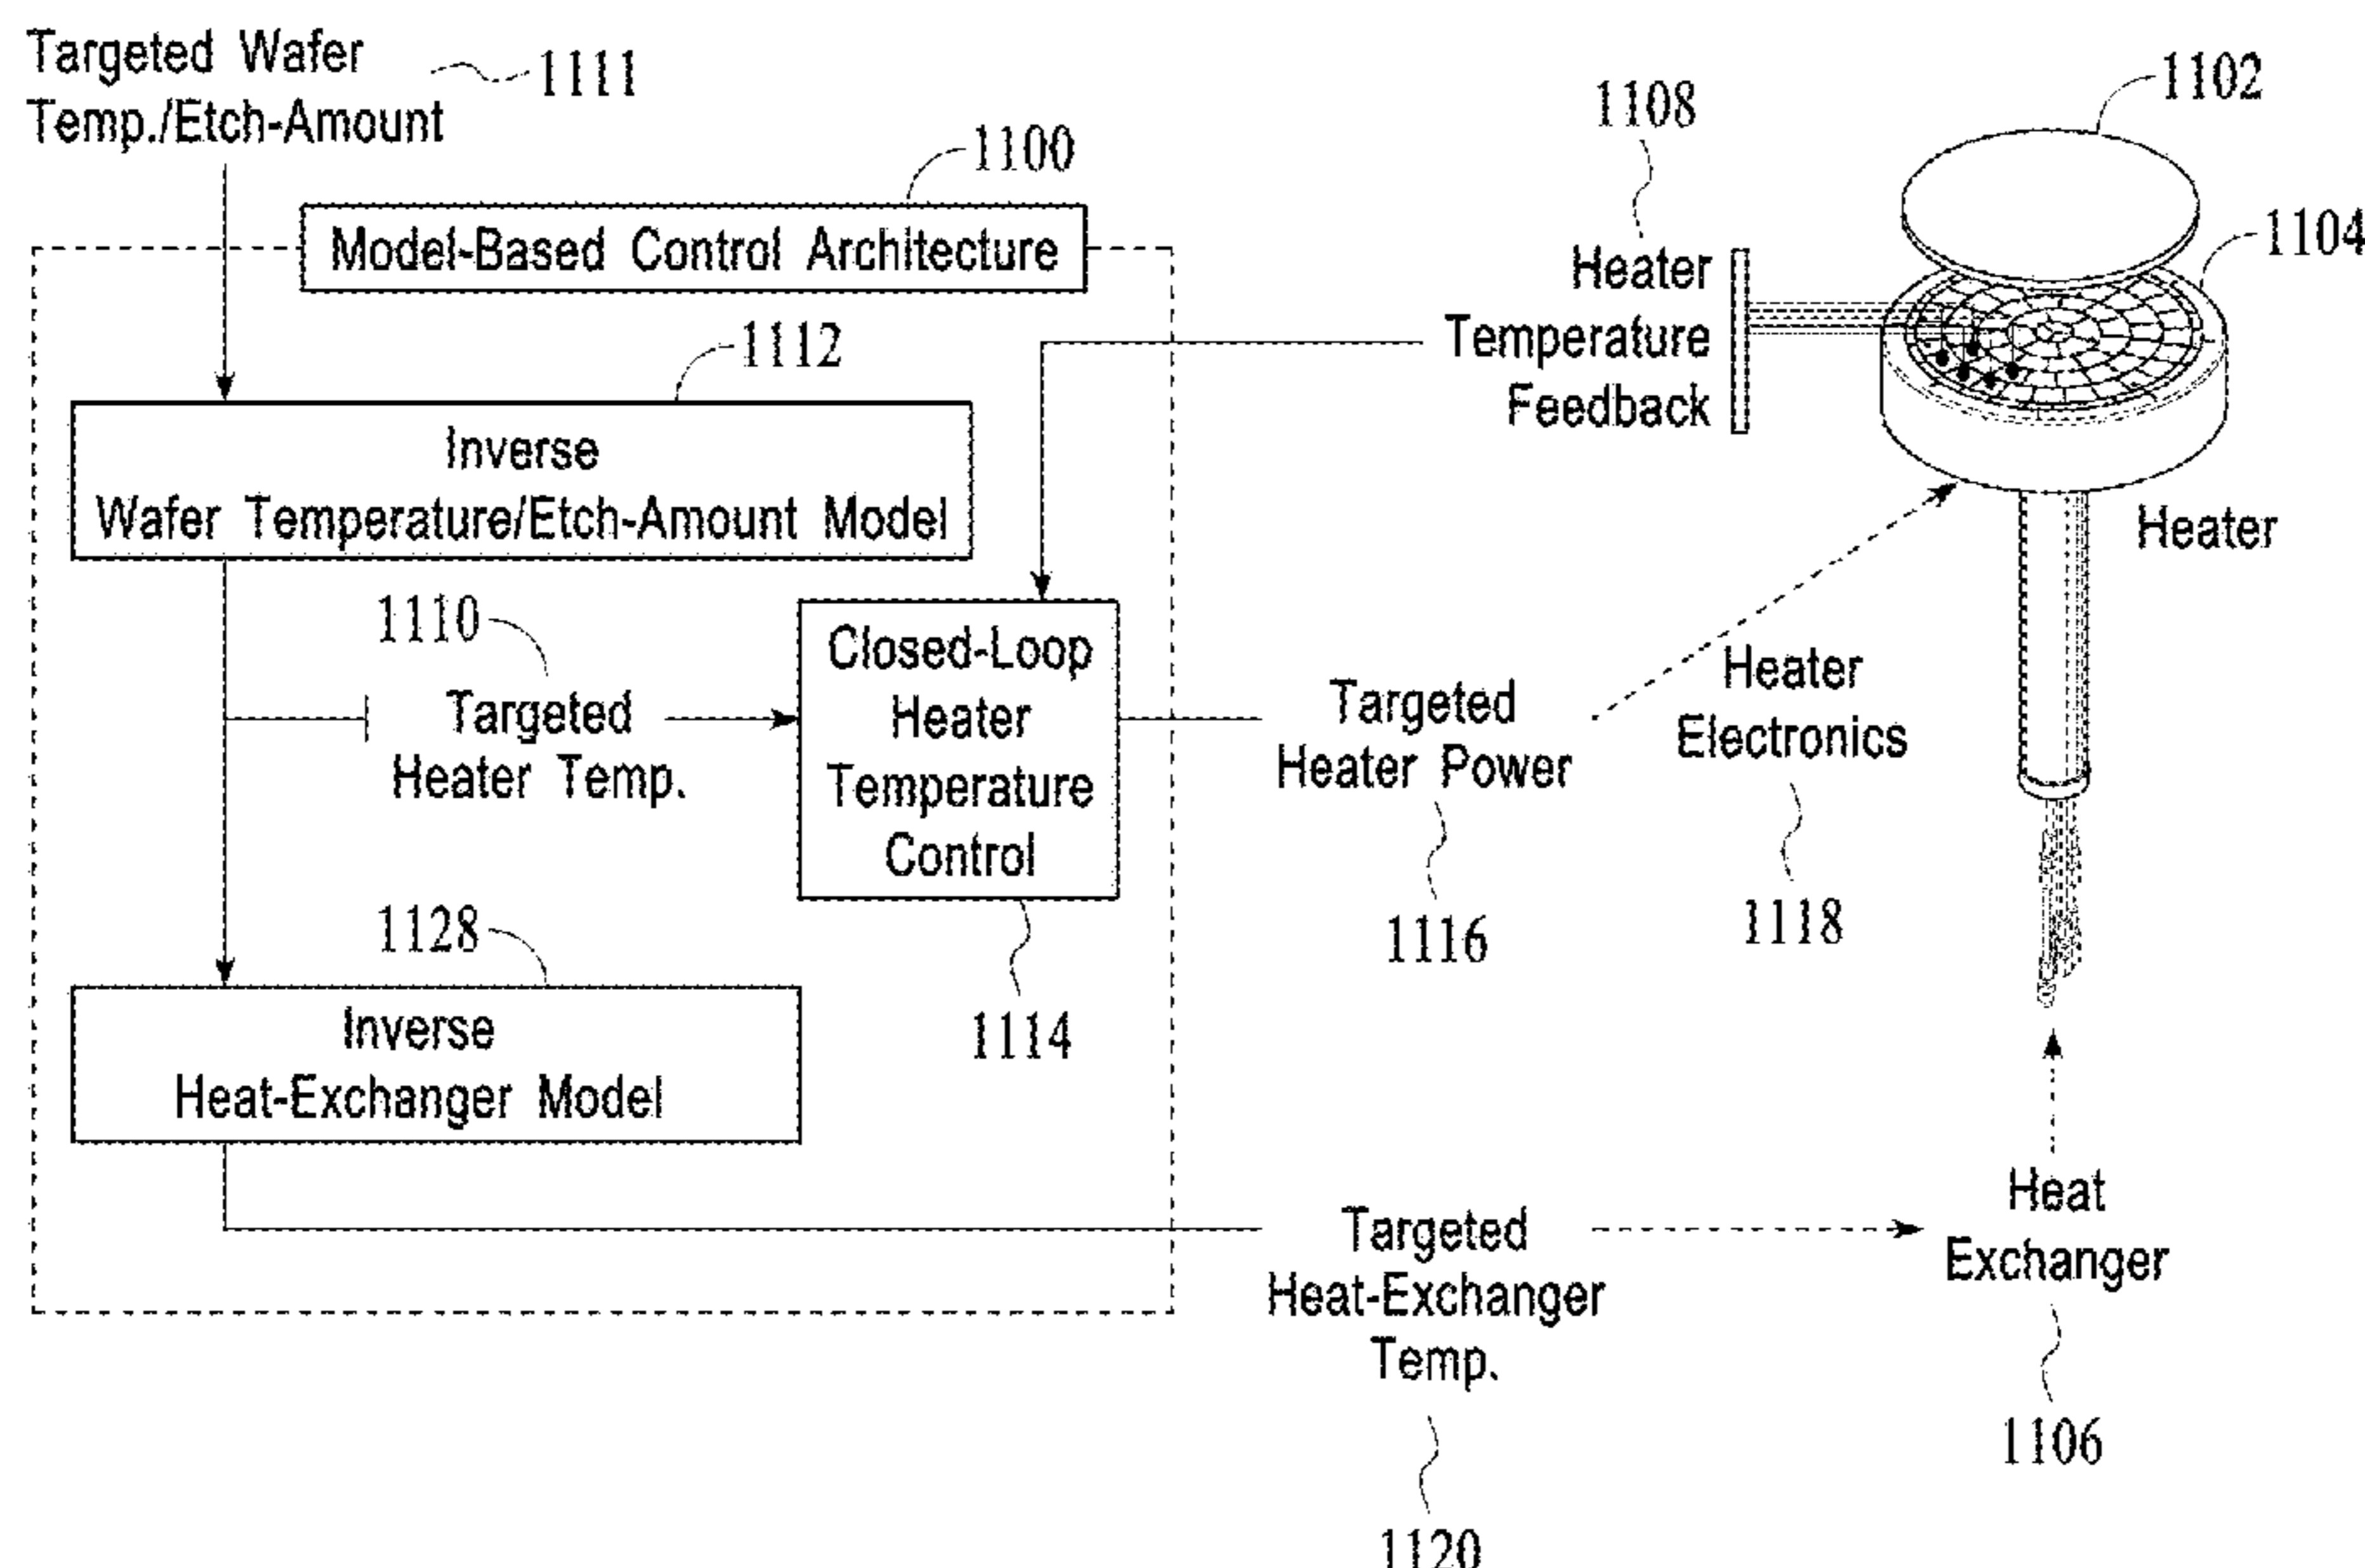 Targeted Wafer
Temp./Etch-Amount
1111
1100
Model-Based Control Architecture
1112
Inverse
Wafer Temperature/Etch-Amount Model
1110
Targeted
Heater Temp.
Closed-Loop
Heater
Temperature
Control
1114
1128
Inverse
Heat-Exchanger Model
1108
Heater
Temperature
Feedback
1102
1104
Heater
Targeted
Heater Power
1116
Heater
Electronics
1118
Targeted
Heat-Exchanger
Temp.
1120
Heat
Exchanger
1106